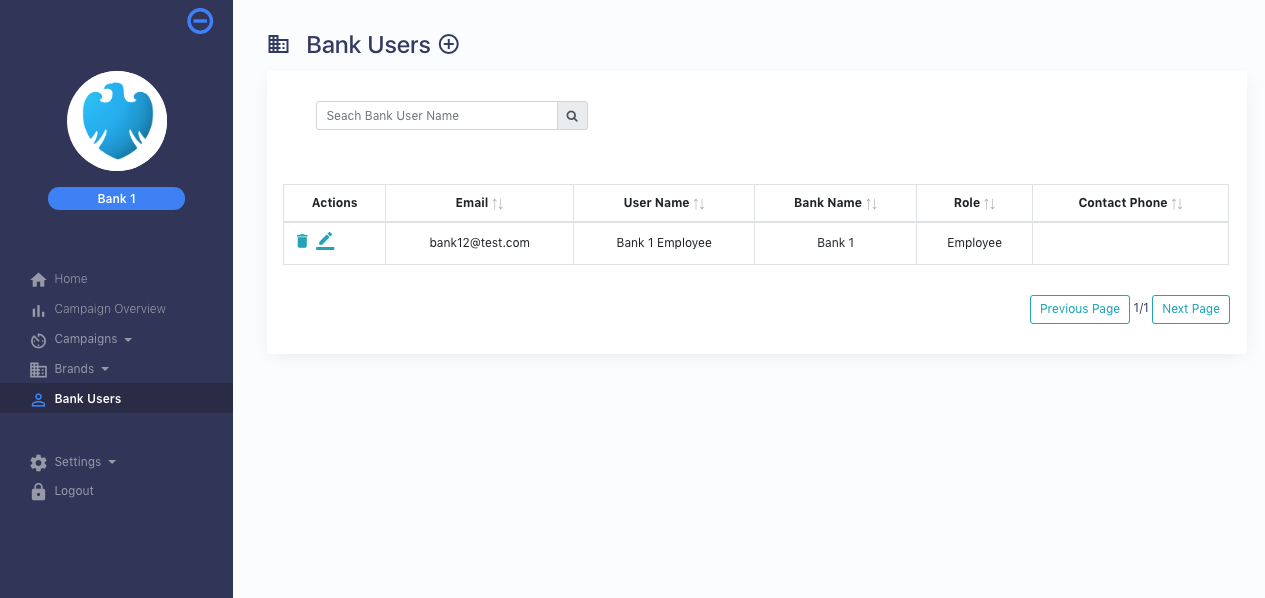 Bank 1
Home
Campaign Overview
Campaigns
Brands
Bank Users
Settings
Logout
Bank Users
Seach Bank User Name
Actions Email User Name Bank Name Role Contact Phone
bank12@test.com Bank 1 Employee Bank 1 Employee
Previous Page 1/1 Next Page